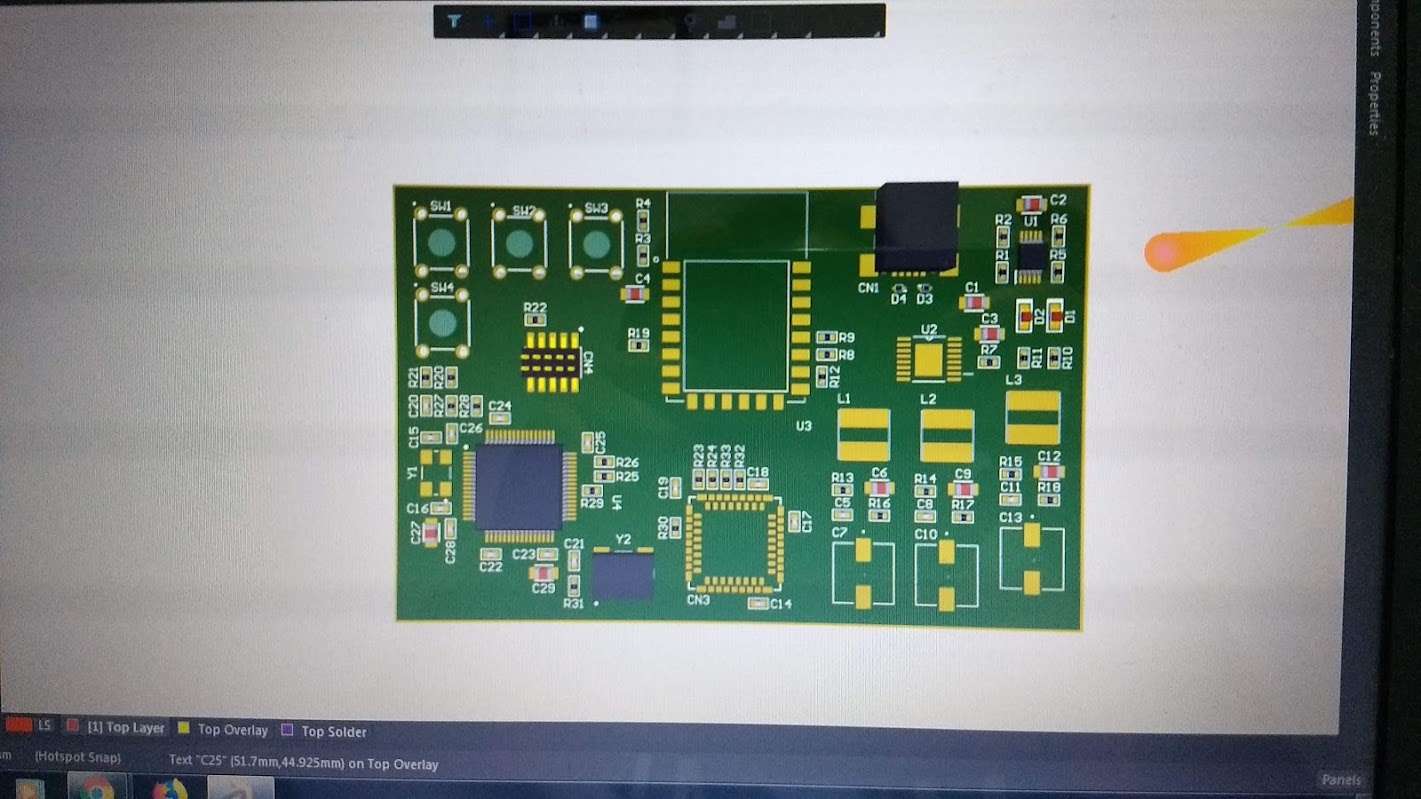 ponents
Properties
SW1
SW2
SW3
R4
R3
C4
C2
U1
R2
R6
R1
R5
CN1
D4
D3
C1
C3
D2
D1
SW4
R22
R19
CN4
R9
R8
R12
U2
R7
R11
R10
R21
R20
L1
L2
L3
C20
R27
R28
C24
C26
C15
C25
U3
R26
R25
R29
U4
Y1
C16
C27
C28
C22
C23
C21
C29
R31
Y2
R23
R24
R33
R32
C18
C19
R30
C17
CN3
C14
R13
C6
C5
R16
R14
C9
C8
R17
R15
C12
C11
R18
C7
C10
C13
LS
[1] Top Layer
Top Overlay
Top Solder
(Hotspot Snap)
Text "C25" (51.7mm,44.925mm) on Top Overlay
Panels